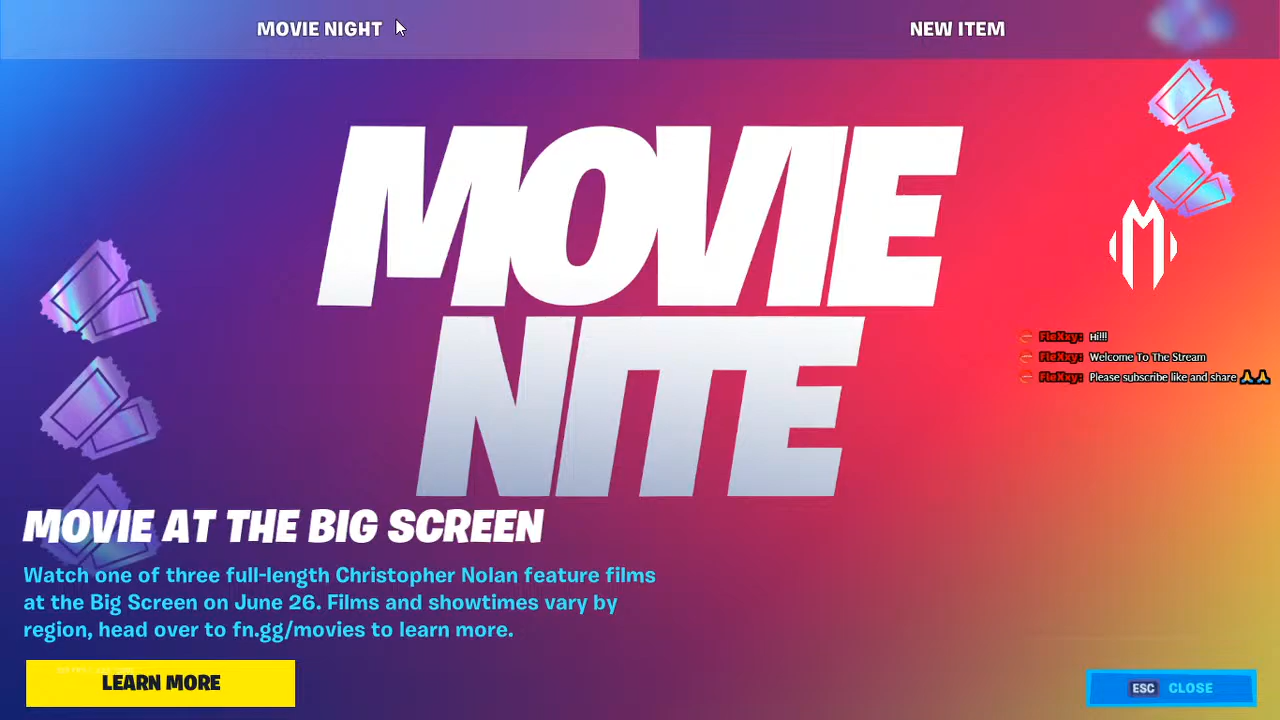 MOVIE NIGHT
NEW ITEM
MOVIE
NITE
FleXxy: Hi!!!
FleXxy: Welcome To The Stream
FleXxy: Please subscribe like and share 🙏🙏
MOVIE AT THE BIG SCREEN
Watch one of three full-length Christopher Nolan feature films
at the Big Screen on June 26. Films and showtimes vary by
region, head over to fn.gg/movies to learn more.
LEARN MORE
ESC CLOSE